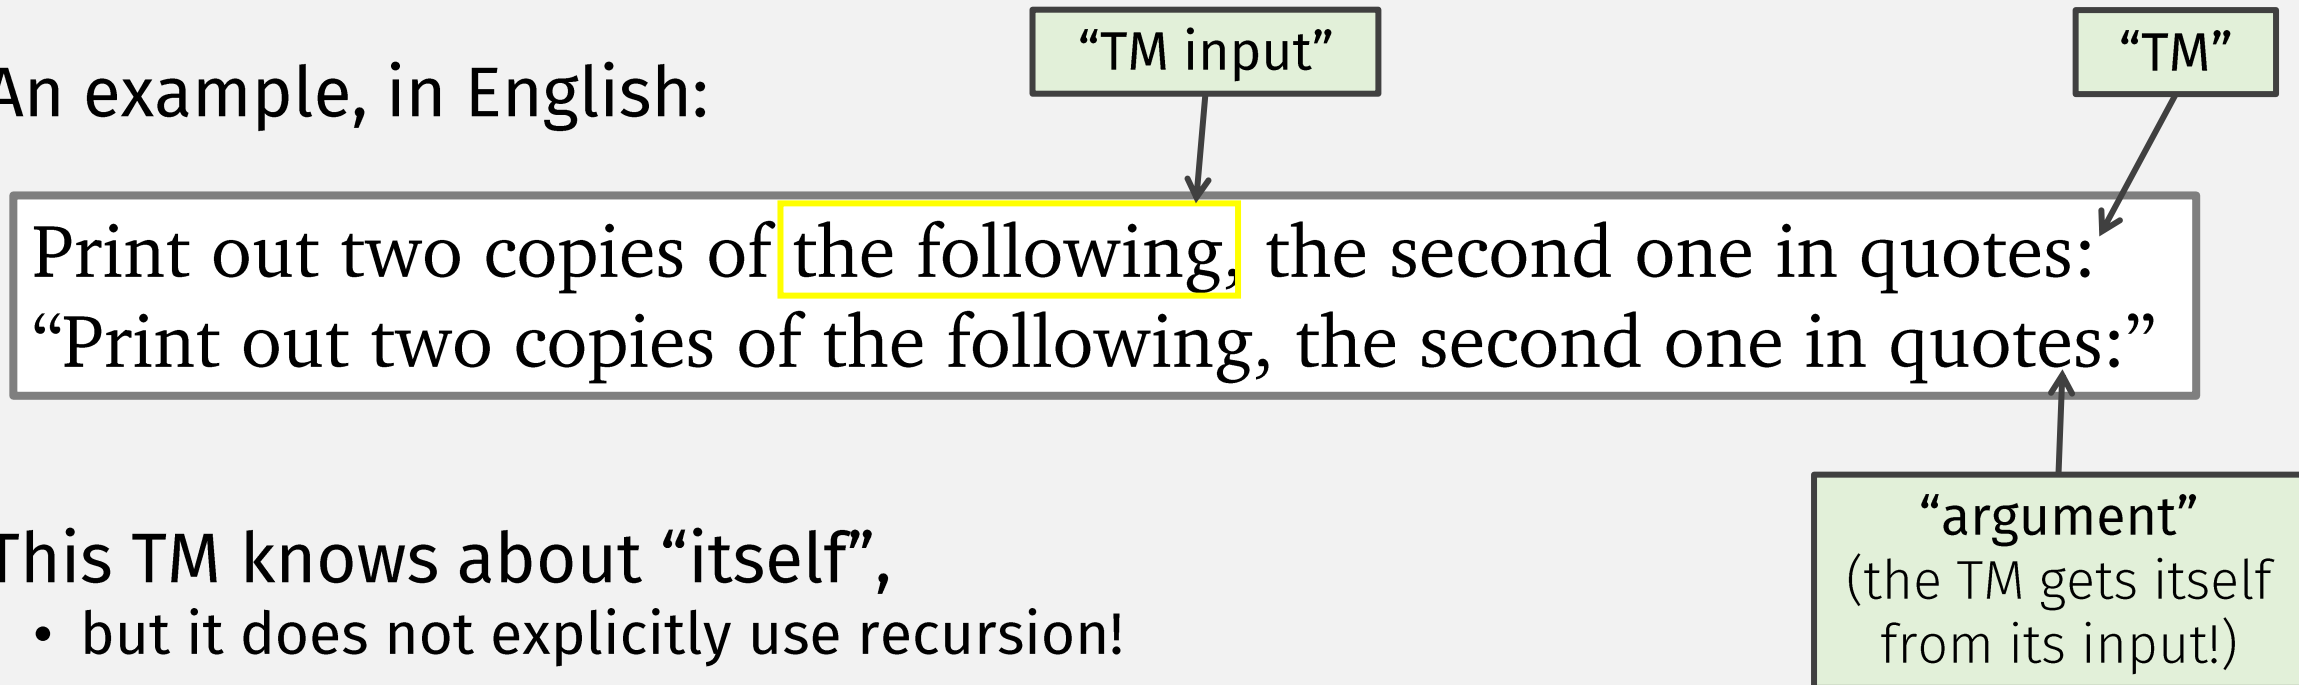 “TM input”
“TM”
An example, in English:
Print out two copies of the following, the second one in quotes:
“Print out two copies of the following, the second one in quotes:”
This TM knows about “itself”,
• but it does not explicitly use recursion!
“argument”
(the TM gets itself
from its input!)